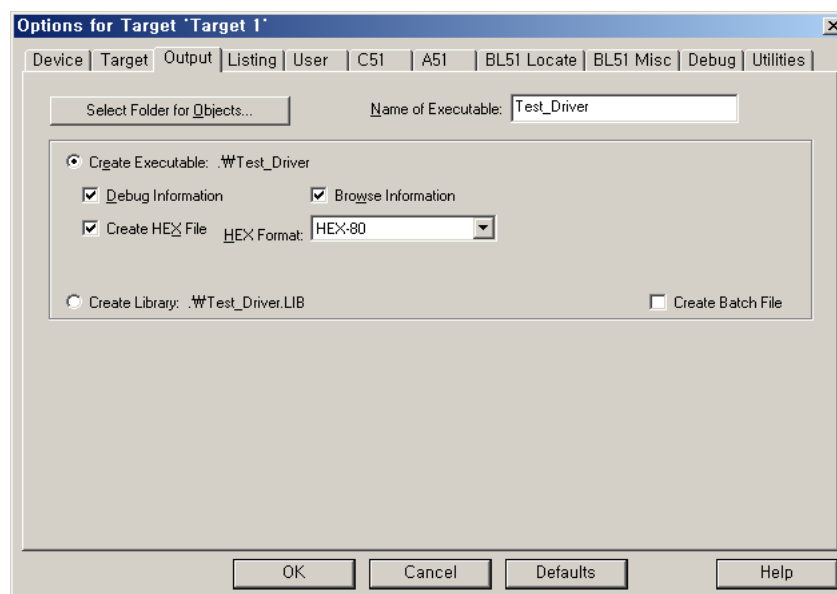 Options for Target 'Target 1'
Device Target Output Listing User C51 A51 BL51 Locate BL51 Misc Debug Utilities
Select Folder for Objects... Name of Executable: Test_Driver
Create Executable: .₩Test_Driver
Debug Information Browse Information
Create HEX File HEX Format: HEX-80
Create Library: .₩Test_Driver.LIB Create Batch File
OK Cancel Defaults Help